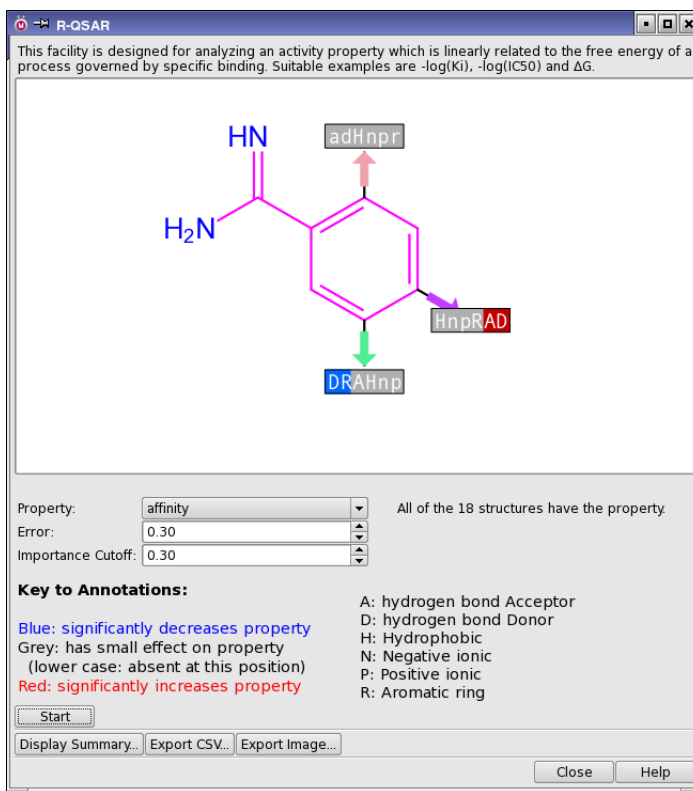 R-QSAR
This facility is designed for analyzing an activity property which is linearly related to the free energy of a
process governed by specific binding. Suitable examples are -log(Ki), -log(IC50) and ΔG.
HN
adHnpr
H₂N
HnpRAD
DRAHnp
Property: affinity All of the 18 structures have the property.
Error: 0.30
Importance Cutoff: 0.30
Key to Annotations:
Blue: significantly decreases property
Grey: has small effect on property
(lower case: absent at this position)
Red: significantly increases property
A: hydrogen bond Acceptor
D: hydrogen bond Donor
H: Hydrophobic
N: Negative ionic
P: Positive ionic
R: Aromatic ring
Start
Display Summary... Export CSV... Export Image...
Close Help